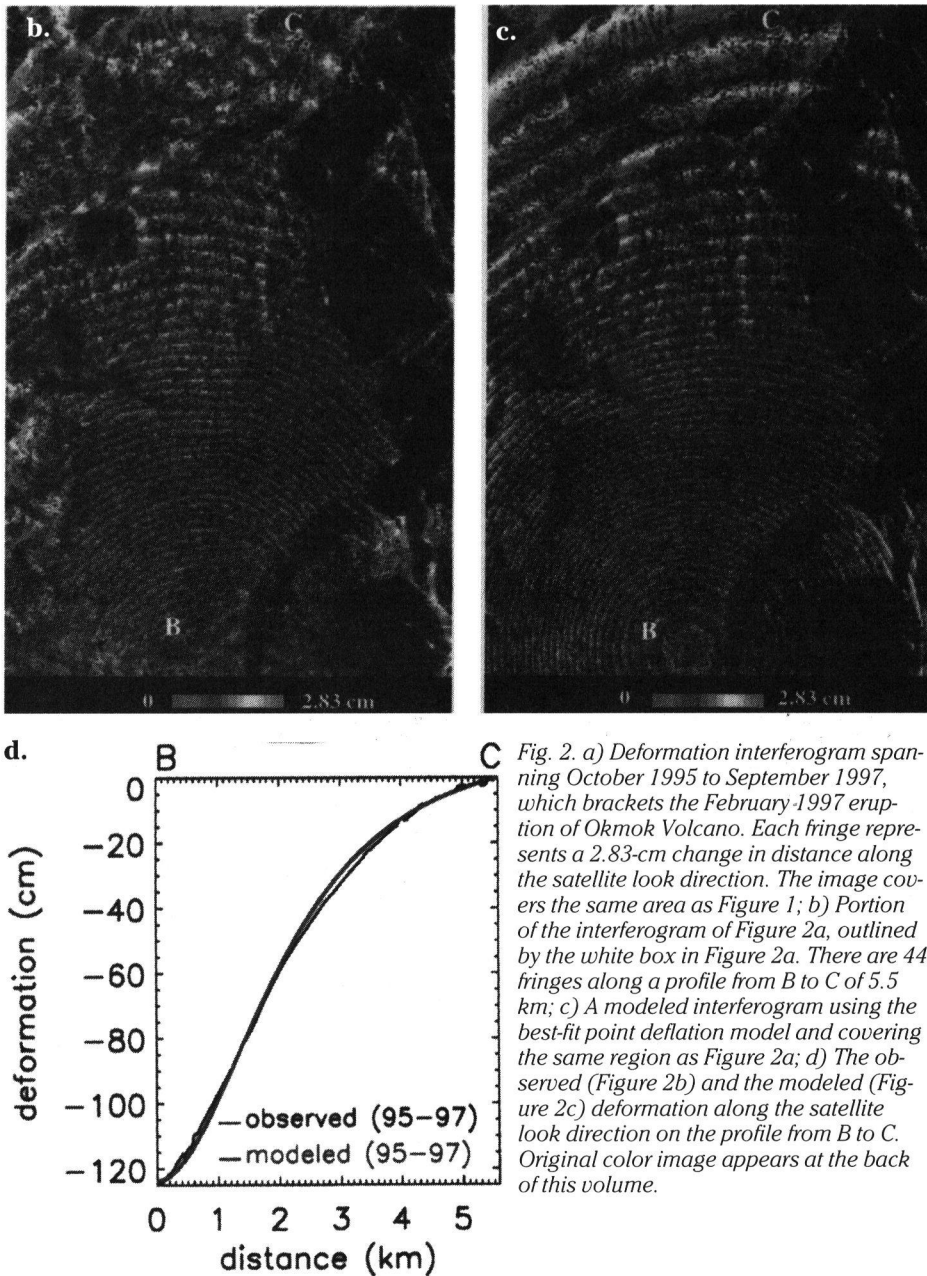 b.
C
B
0 2.83 cm
c.
C
B
0 2.83 cm
d.
B C
0
−20
−40
−60
−80
−100
−120
deformation (cm)
observed (95−97)
modeled (95−97)
0 1 2 3 4 5
distance (km)
Fig. 2. a) Deformation interferogram span-
ning October 1995 to September 1997,
which brackets the February 1997 erup-
tion of Okmok Volcano. Each fringe repre-
sents a 2.83-cm change in distance along
the satellite look direction. The image cov-
ers the same area as Figure 1; b) Portion
of the interferogram of Figure 2a, outlined
by the white box in Figure 2a. There are 44
fringes along a profile from B to C of 5.5
km; c) A modeled interferogram using the
best-fit point deflation model and covering
the same region as Figure 2a; d) The ob-
served (Figure 2b) and the modeled (Fig-
ure 2c) deformation along the satellite
look direction on the profile from B to C.
Original color image appears at the back
of this volume.